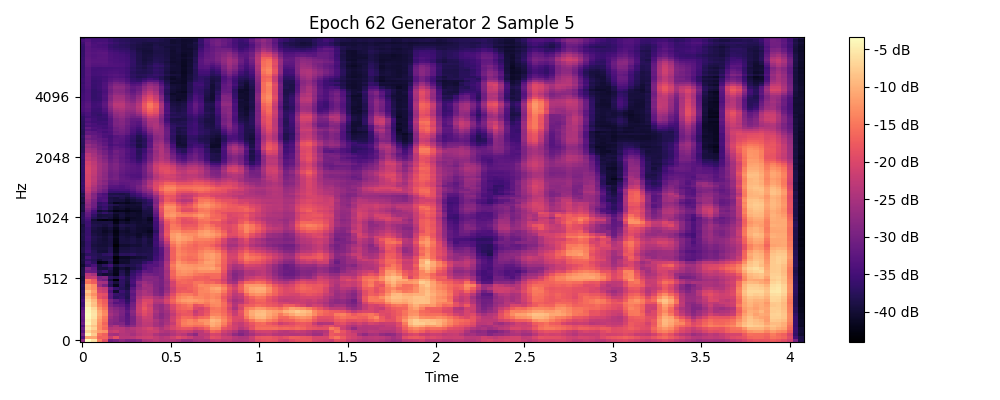 Epoch 62 Generator 2 Sample 5
Hz
4096
2048
1024
512
0
0 0.5 1 1.5 2 2.5 3 3.5 4
Time
-5 dB
-10 dB
-15 dB
-20 dB
-25 dB
-30 dB
-35 dB
-40 dB